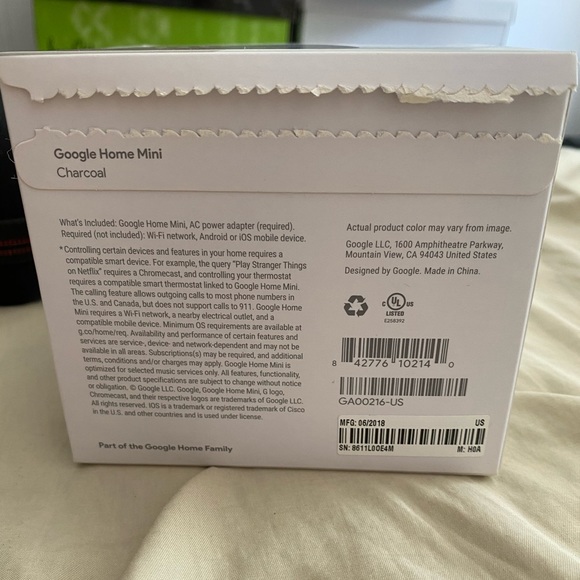 Google Home Mini
Charcoal
What's Included: Google Home Mini, AC power adapter (required).
Required (not included): Wi-Fi network, Android or iOS mobile device.
*Controlling certain devices and features in your home requires a
compatible smart device. For example, the query "Play Stranger Things
on Netflix" requires a Chromecast, and controlling your thermostat
requires a compatible smart thermostat linked to Google Home Mini.
The calling feature allows outgoing calls to most phone numbers in
the U.S. and Canada, but does not support calls to 911. Google Home
Mini requires a Wi-Fi network, a nearby electrical outlet, and a
compatible mobile device. Minimum OS requirements are available at
g.co/home/req. Availability and performance of certain features and
services are service-, device- and network-dependent and may not be
available in all areas. Subscriptions(s) may be required, and additional
terms, conditions and/or charges may apply. Google Home Mini is
optimized for selected music services only. All features, functionality,
and other product specifications are subject to change without notice
or obligation. © Google LLC. Google, Google Home Mini, G logo,
Chromecast, and their respective logos are trademarks of Google LLC.
All rights reserved. IOS is a trademark or registered trademark of Cisco
in the U.S. and other countries and is used under license.
Part of the Google Home Family
Actual product color may vary from image.
Google LLC, 1600 Amphitheatre Parkway,
Mountain View, CA 94043 United States
Designed by Google. Made in China.
C UL US
LISTED
E258392
8 42776 10214 0
GA00216-US
MFG: 06/2018 US
SN: 8611L0OE4M M: H0A